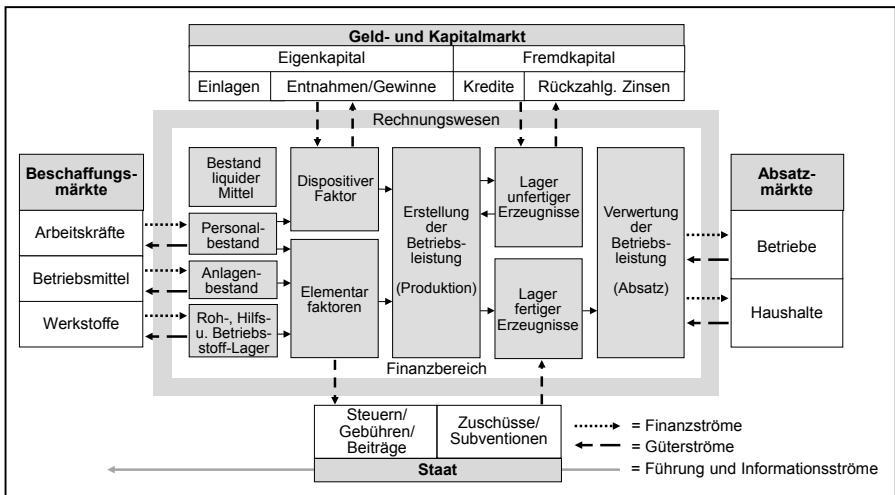 Geld- und Kapitalmarkt
Eigenkapital
Fremdkapital
Einlagen
Entnahmen/Gewinne
Kredite
Rückzahlg. Zinsen
Rechnungswesen
Beschaffungs-
märkte
Arbeitskräfte
Betriebsmittel
Werkstoffe
Bestand
liquider
Mittel
Personal-
bestand
Anlagen-
bestand
Roh-, Hilfs-
u. Betriebs-
stoff-Lager
Dispositiver
Faktor
Elementar
faktoren
Erstellung
der
Betriebs-
leistung
(Produktion)
Lager
unfertiger
Erzeugnisse
Lager
fertiger
Erzeugnisse
Verwertung
der
Betriebs-
leistung
(Absatz)
Absatz-
märkte
Betriebe
Haushalte
Finanzbereich
Steuern/
Gebühren/
Beiträge
Zuschüsse/
Subventionen
Staat
= Finanzströme
= Güterströme
= Führung und Informationsströme